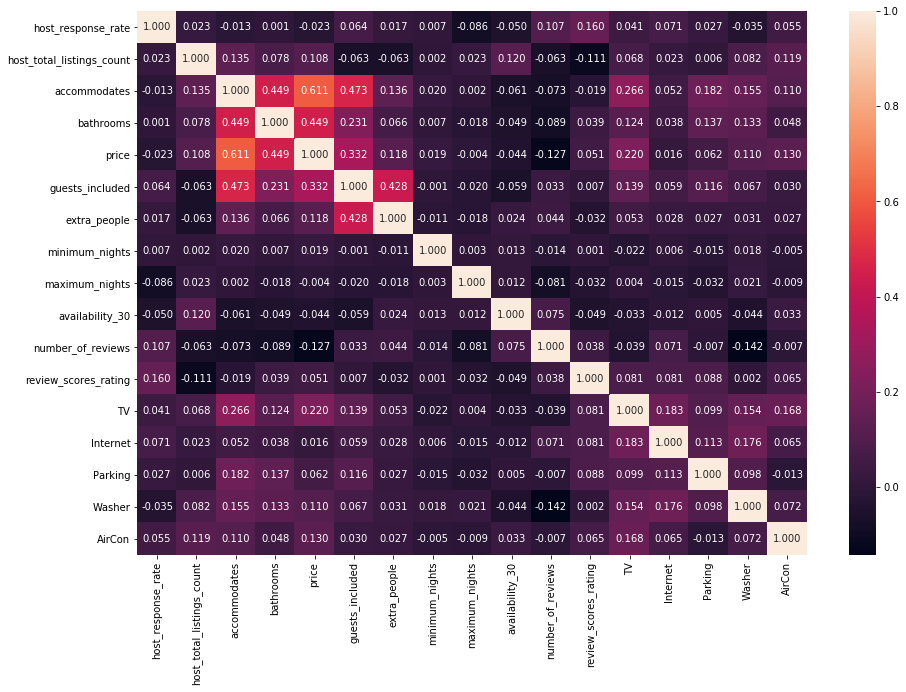 host_response_rate 1.000 0.023 -0.013 0.001 -0.023 0.064 0.017 0.007 -0.086 -0.050 0.107 0.160 0.041 0.071 0.027 -0.035 0.055
host_total_listings_count 0.023 1.000 0.135 0.078 0.108 -0.063 -0.063 0.002 0.023 0.120 -0.063 -0.111 0.068 0.023 0.006 0.082 0.119
accommodates -0.013 0.135 1.000 0.449 0.611 0.473 0.136 0.020 0.002 -0.061 -0.073 -0.019 0.266 0.052 0.182 0.155 0.110
bathrooms 0.001 0.078 0.449 1.000 0.449 0.231 0.066 0.007 -0.018 -0.049 -0.089 0.039 0.124 0.038 0.137 0.133 0.048
price -0.023 0.108 0.611 0.449 1.000 0.332 0.118 0.019 -0.004 -0.044 -0.127 0.051 0.220 0.016 0.062 0.110 0.130
guests_included 0.064 -0.063 0.473 0.231 0.332 1.000 0.428 -0.001 -0.020 -0.059 0.033 0.007 0.139 0.059 0.116 0.067 0.030
extra_people 0.017 -0.063 0.136 0.066 0.118 0.428 1.000 -0.011 -0.018 0.024 0.044 -0.032 0.053 0.028 0.027 0.031 0.027
minimum_nights 0.007 0.002 0.020 0.007 0.019 -0.001 -0.011 1.000 0.003 0.013 -0.014 0.001 -0.022 0.006 -0.015 0.018 -0.005
maximum_nights -0.086 0.023 0.002 -0.018 -0.004 -0.020 -0.018 0.003 1.000 0.012 -0.081 -0.032 0.004 -0.015 -0.032 0.021 -0.009
availability_30 -0.050 0.120 -0.061 -0.049 -0.044 -0.059 0.024 0.013 0.012 1.000 0.075 -0.049 -0.033 -0.012 0.005 -0.044 0.033
number_of_reviews 0.107 -0.063 -0.073 -0.089 -0.127 0.033 0.044 -0.014 -0.081 0.075 1.000 0.038 -0.039 0.071 -0.007 -0.142 -0.007
review_scores_rating 0.160 -0.111 -0.019 0.039 0.051 0.007 -0.032 0.001 -0.032 -0.049 0.038 1.000 0.081 0.081 0.088 0.002 0.065
TV 0.041 0.068 0.266 0.124 0.220 0.139 0.053 -0.022 0.004 -0.033 -0.039 0.081 1.000 0.183 0.099 0.154 0.168
Internet 0.071 0.023 0.052 0.038 0.016 0.059 0.028 0.006 -0.015 -0.012 0.071 0.081 0.183 1.000 0.113 0.176 0.065
Parking 0.027 0.006 0.182 0.137 0.062 0.116 0.027 -0.015 -0.032 0.005 -0.007 0.088 0.099 0.113 1.000 0.098 -0.013
Washer -0.035 0.082 0.155 0.133 0.110 0.067 0.031 0.018 0.021 -0.044 -0.142 0.002 0.154 0.176 0.098 1.000 0.072
AirCon 0.055 0.119 0.110 0.048 0.130 0.030 0.027 -0.005 -0.009 0.033 -0.007 0.065 0.168 0.065 -0.013 0.072 1.000
host_response_rate
host_total_listings_count
accommodates
bathrooms
price
guests_included
extra_people
minimum_nights
maximum_nights
availability_30
number_of_reviews
review_scores_rating
TV
Internet
Parking
Washer
AirCon
1.0
0.8
0.6
0.4
0.2
0.0